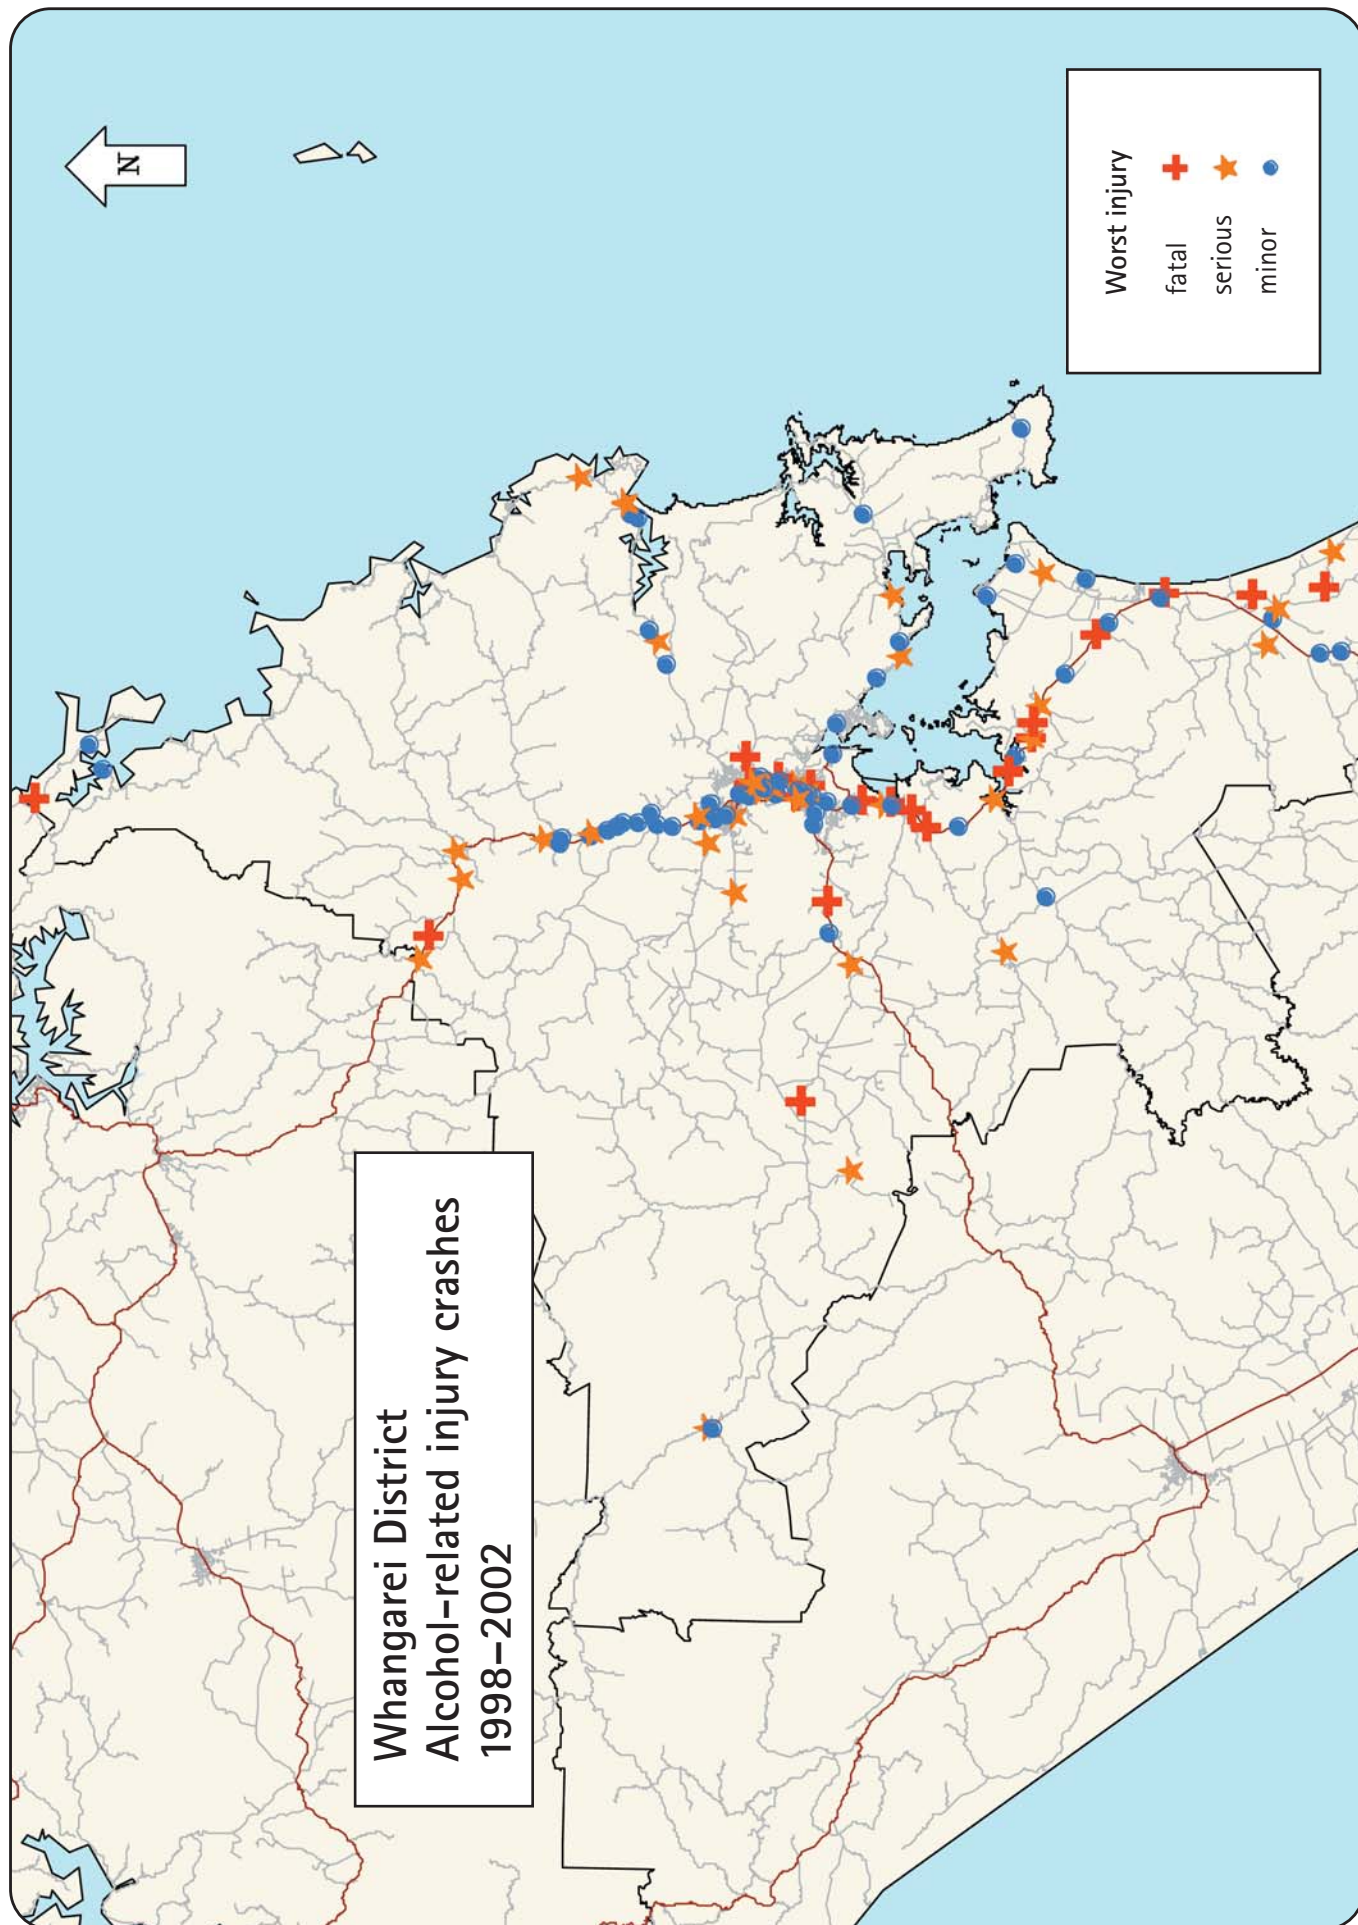 Whangarei District
Alcohol-related injury crashes
1998–2002
N
Worst injury
fatal
serious
minor